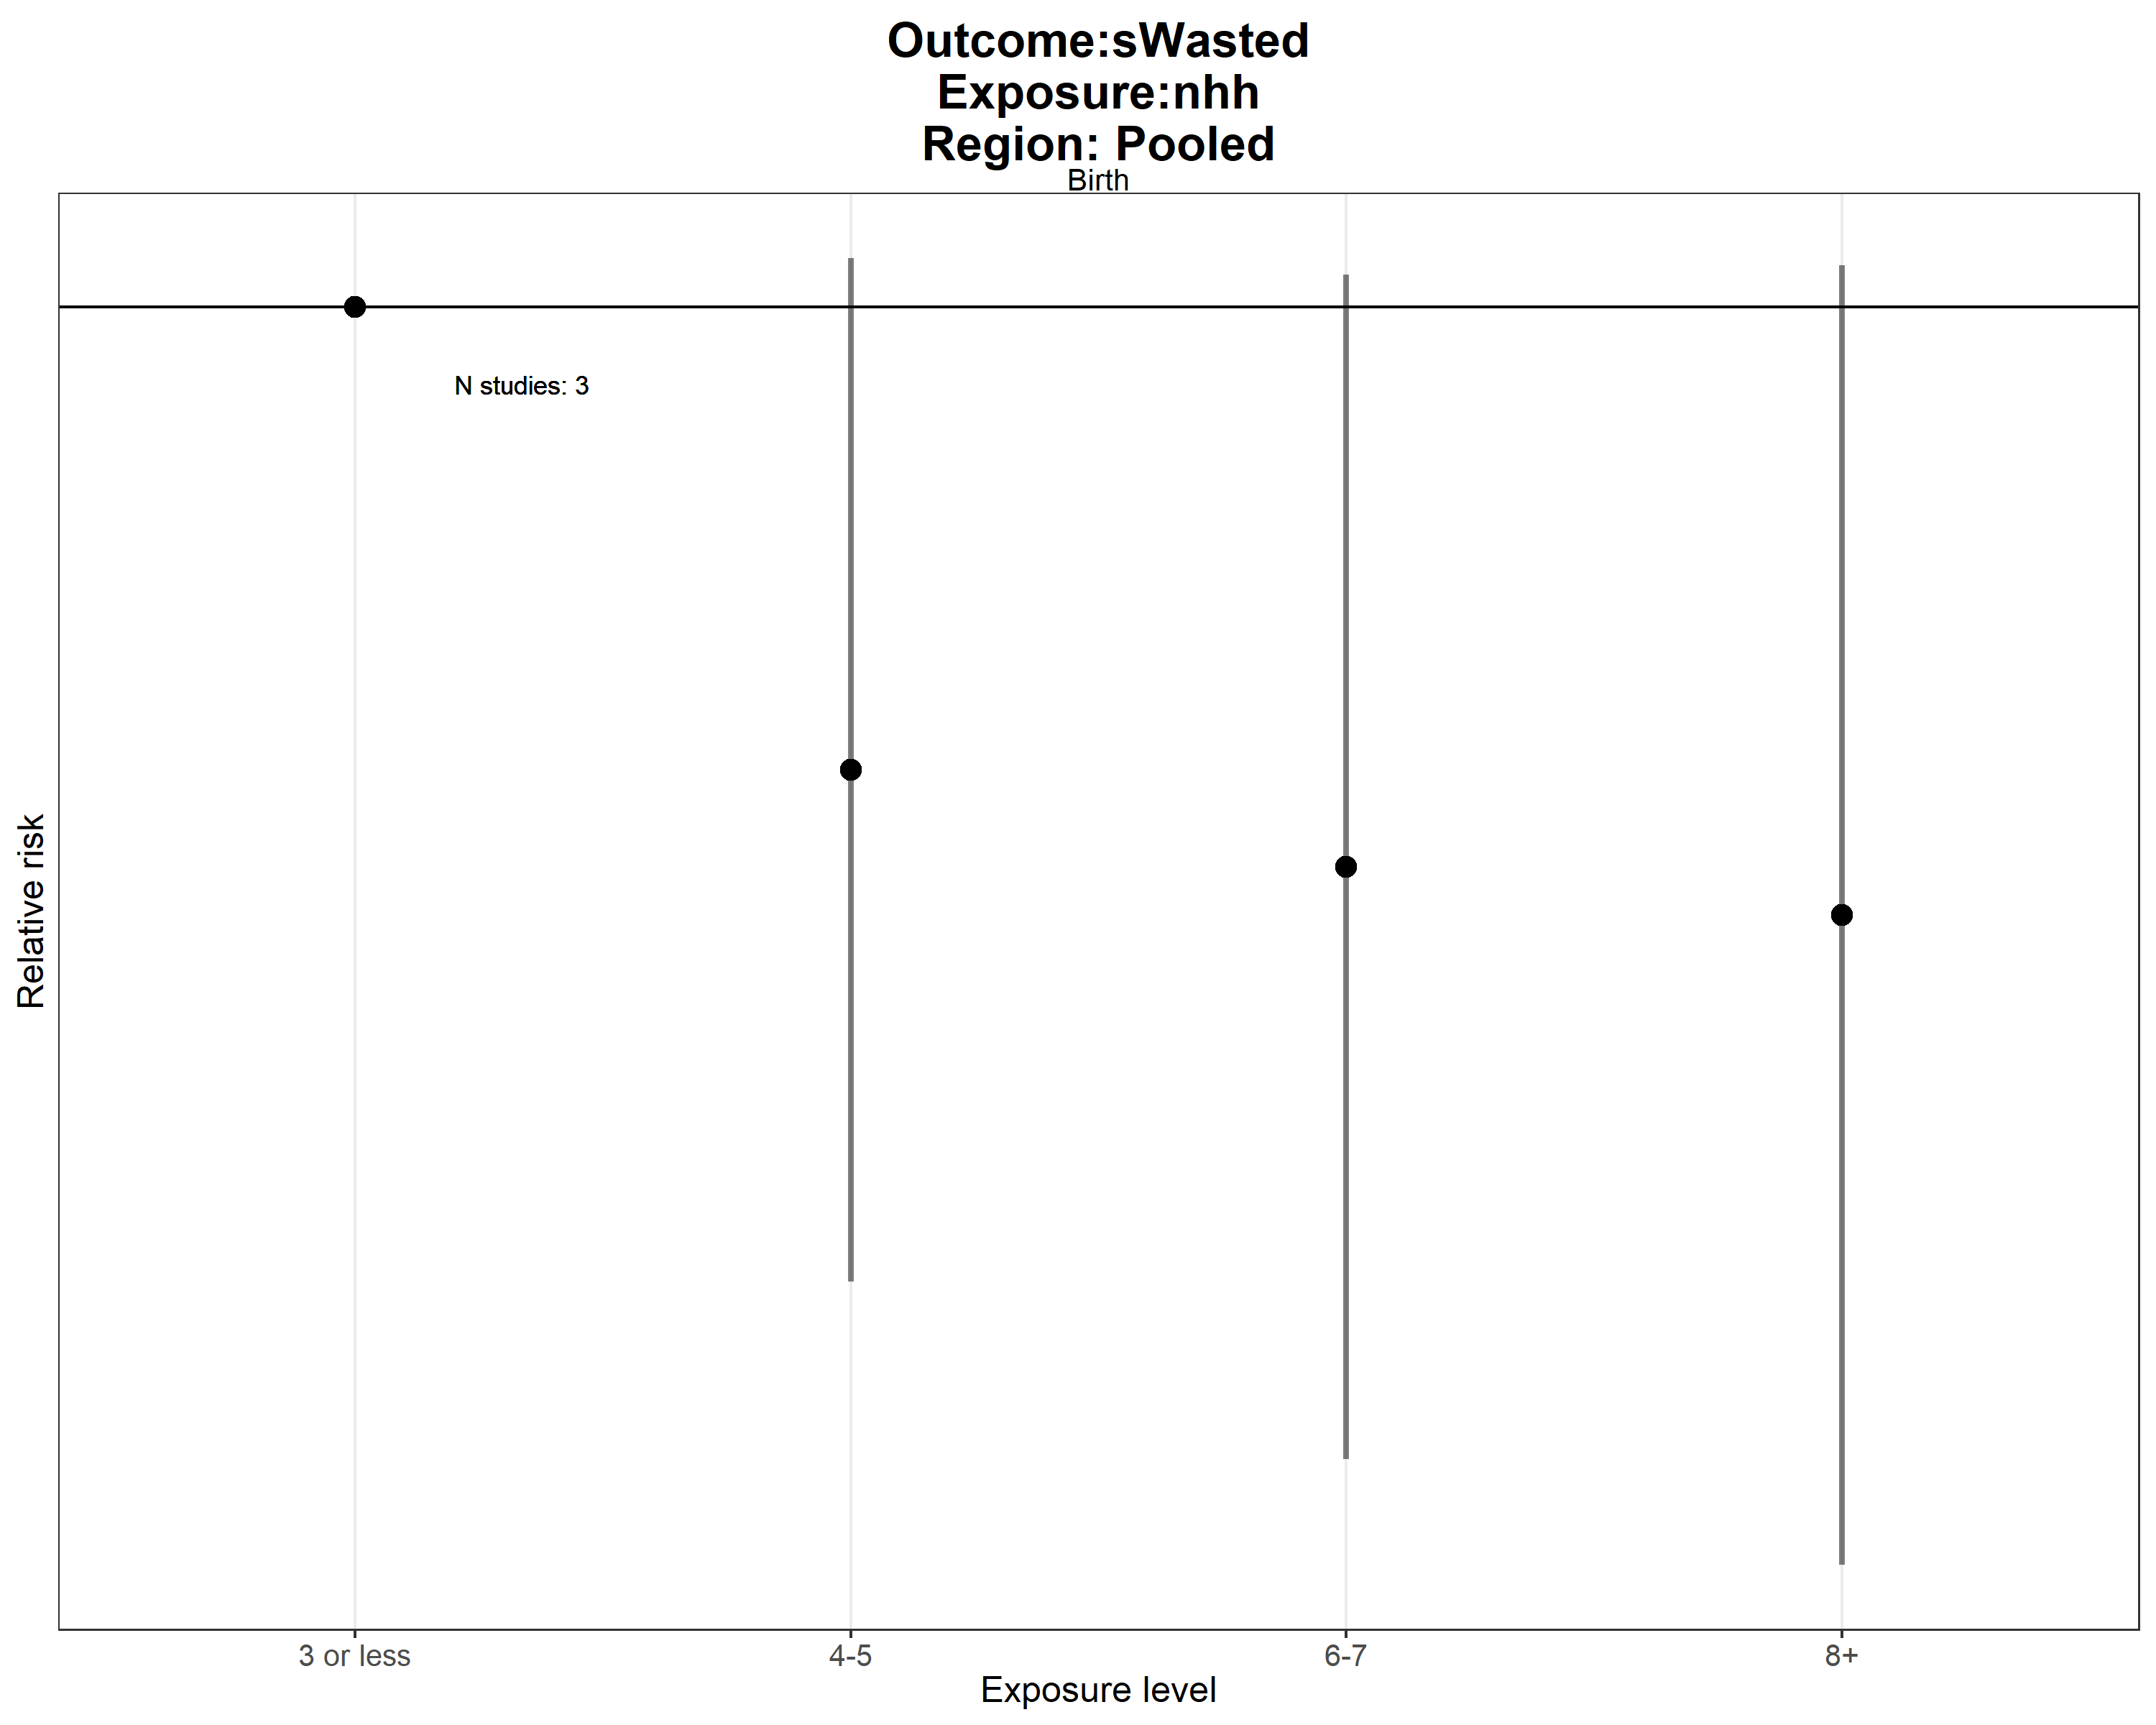 Outcome:sWasted
Exposure:nhh
Region: Pooled
Birth
N studies: 3
Relative risk
3 or less
4-5
6-7
8+
Exposure level